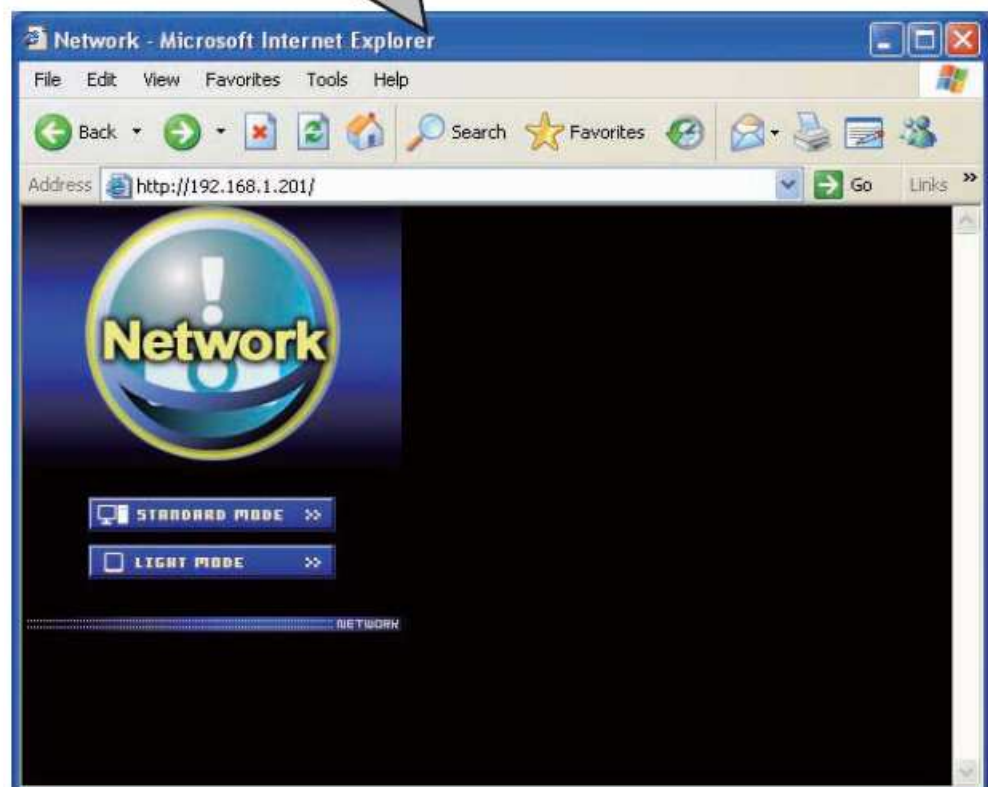 Network - Microsoft Internet Explorer
File Edit View Favorites Tools Help
Back Search Favorites
Address http://192.168.1.201/ Go Links »
Network
STANDARD MODE >>
LIGHT MODE >>
NETWORK